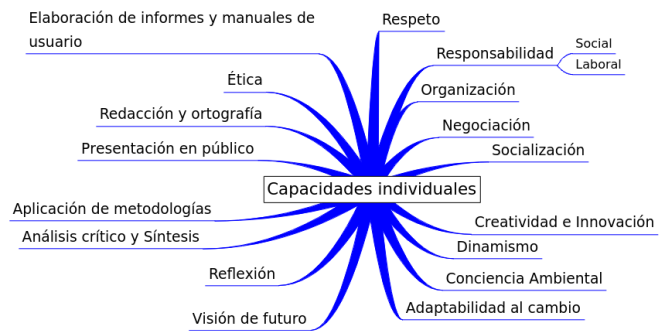 Elaboración de informes y manuales de
usuario
Ética
Redacción y ortografía
Presentación en público
Aplicación de metodologías
Análisis crítico y Síntesis
Reflexión
Visión de futuro
Capacidades individuales
Respeto
Responsabilidad
Social
Laboral
Organización
Negociación
Socialización
Creatividad e Innovación
Dinamismo
Conciencia Ambiental
Adaptabilidad al cambio